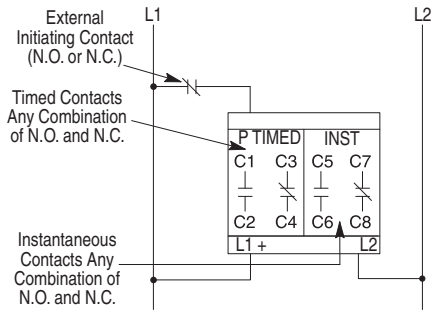 L1
L2
External
Initiating Contact
(N.O. or N.C.)
Timed Contacts
Any Combination
of N.O. and N.C.
P TIMED INST
C1 C3 C5 C7
C2 C4 C6 C8
L1 + L2
Instantaneous
Contacts Any
Combination of
N.O. and N.C.